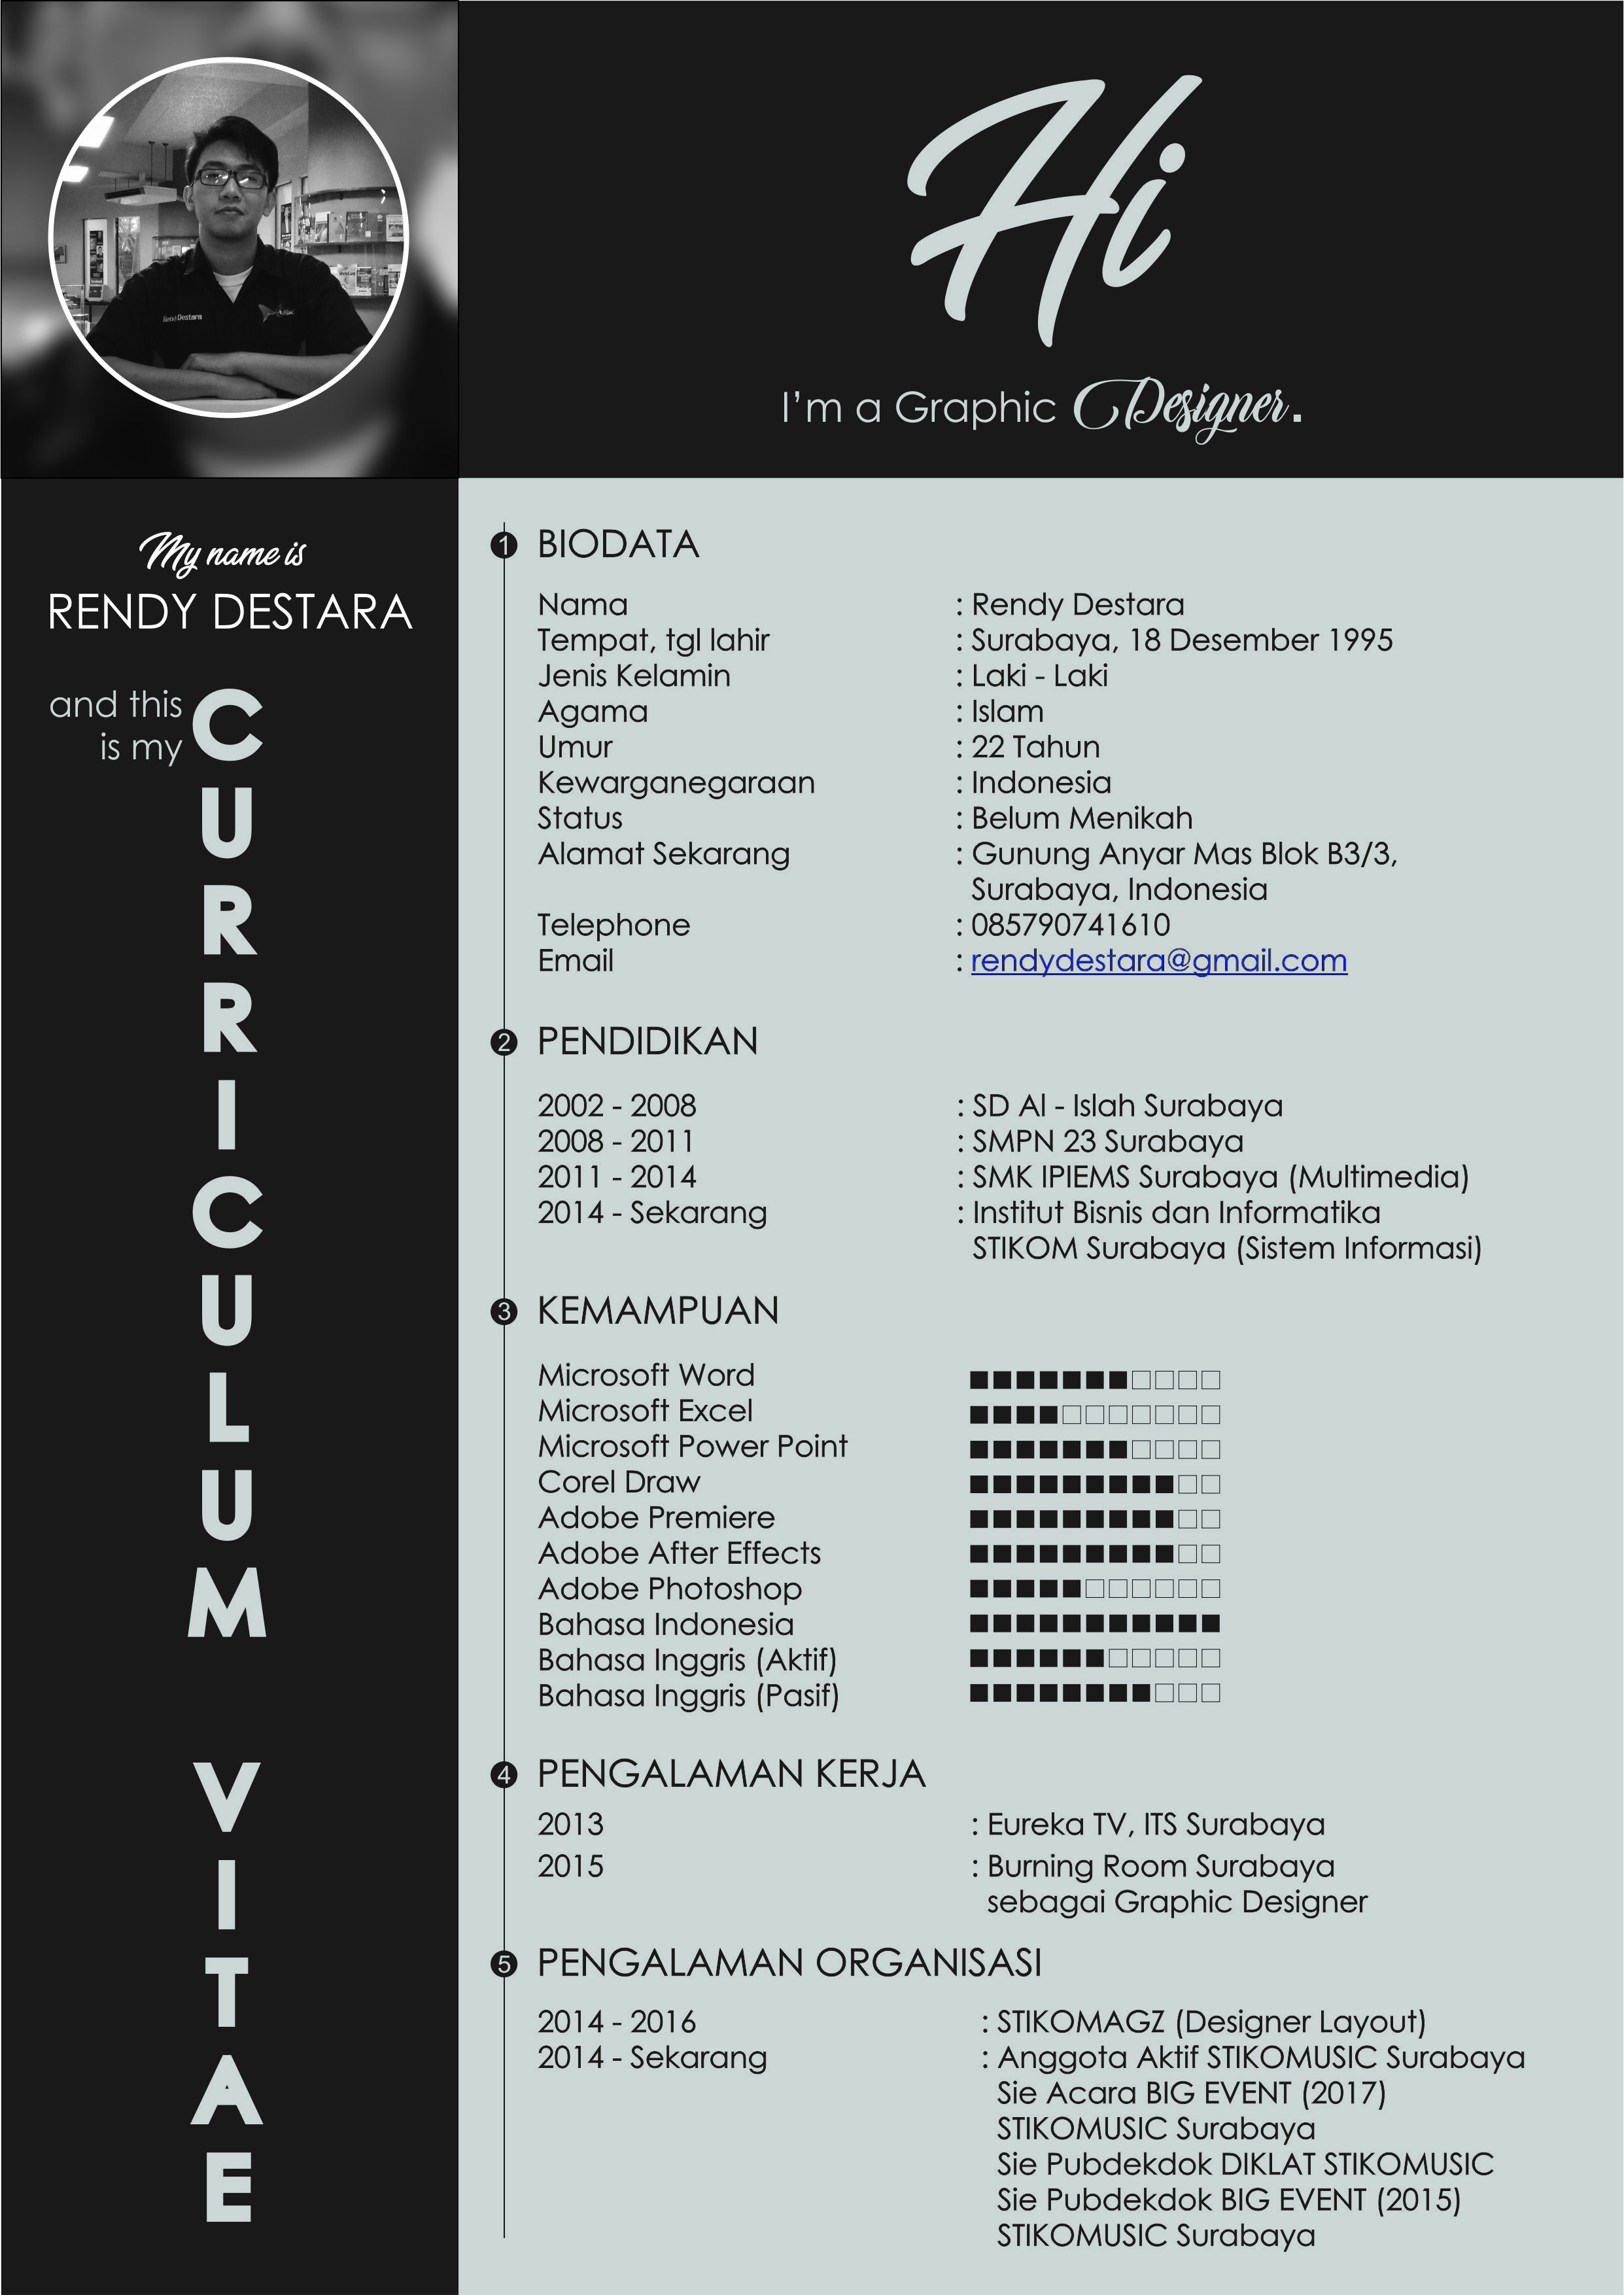 Hi
I'm a Graphic Designer.
My name is
RENDY DESTARA
and this
is my
CURRICULUM VITAE
1 BIODATA
Nama : Rendy Destara
Tempat, tgl lahir : Surabaya, 18 Desember 1995
Jenis Kelamin : Laki - Laki
Agama : Islam
Umur : 22 Tahun
Kewarganegaraan : Indonesia
Status : Belum Menikah
Alamat Sekarang : Gunung Anyar Mas Blok B3/3,
Surabaya, Indonesia
Telephone : 085790741610
Email : rendydestara@gmail.com
2 PENDIDIKAN
2002 - 2008 : SD Al - Islah Surabaya
2008 - 2011 : SMPN 23 Surabaya
2011 - 2014 : SMK IPIEMS Surabaya (Multimedia)
2014 - Sekarang : Institut Bisnis dan Informatika
STIKOM Surabaya (Sistem Informasi)
3 KEMAMPUAN
Microsoft Word
Microsoft Excel
Microsoft Power Point
Corel Draw
Adobe Premiere
Adobe After Effects
Adobe Photoshop
Bahasa Indonesia
Bahasa Inggris (Aktif)
Bahasa Inggris (Pasif)
4 PENGALAMAN KERJA
2013 : Eureka TV, ITS Surabaya
2015 : Burning Room Surabaya
sebagai Graphic Designer
5 PENGALAMAN ORGANISASI
2014 - 2016 : STIKOMAGZ (Designer Layout)
2014 - Sekarang : Anggota Aktif STIKOMUSIC Surabaya
Sie Acara BIG EVENT (2017)
STIKOMUSIC Surabaya
Sie Pubdekdok DIKLAT STIKOMUSIC
Sie Pubdekdok BIG EVENT (2015)
STIKOMUSIC Surabaya